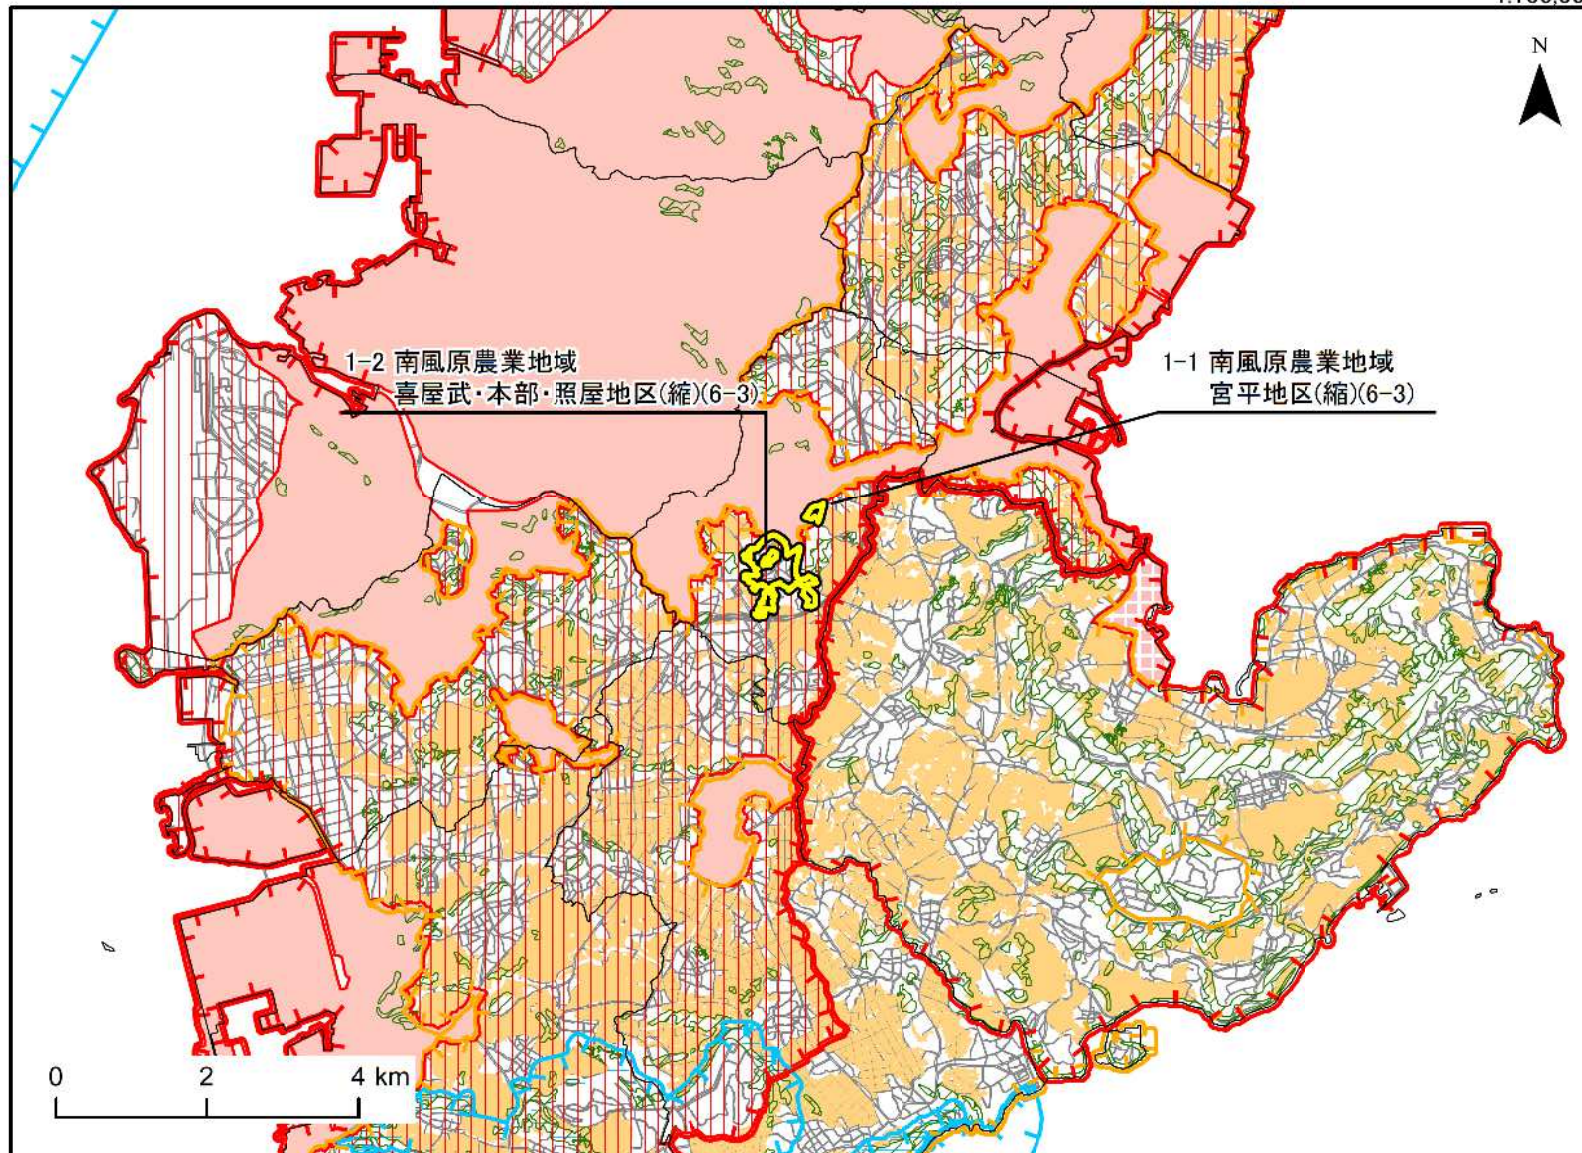 N
1-2 南風原農業地域
喜屋武・本部・照屋地区(縮)(6-3)
1-1 南風原農業地域
宮平地区(縮)(6-3)
0 2 4 km